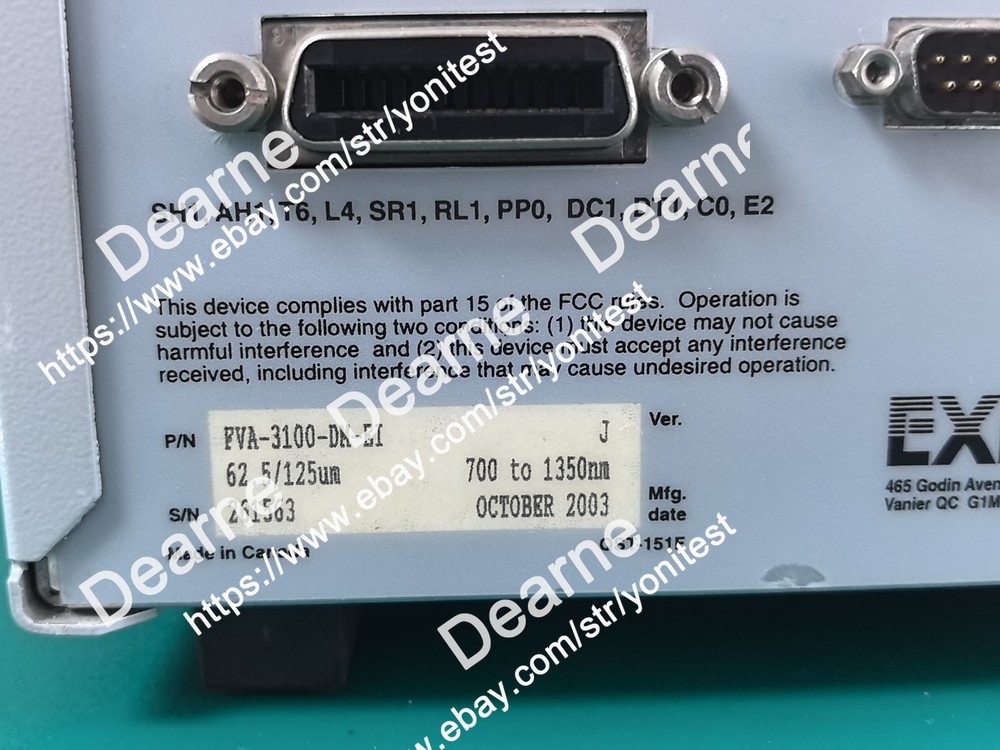 SH1, AH1, T6, L4, SR1, RL1, PP0, DC1, DT1, C0, E2
This device complies with part 15 of the FCC rules. Operation is
subject to the following two conditions: (1) this device may not cause
harmful interference and (2) this device must accept any interference
received, including interference that may cause undesired operation.
P/N FVA-3100- J Ver.
62.5/125um 700 to 1350nm
S/N OCTOBER 2003 Mfg.
date
Made in Canada
EX
465 Godin Aven
Vanier QC G1M
Dearne
https://www.ebay.com/str/yonitest
Dearne
https://www.ebay.com/str/yonitest
Dearne
https://www.ebay.com/str/yonitest
Dearne
https://www.ebay.com/str/yonitest
Dearne